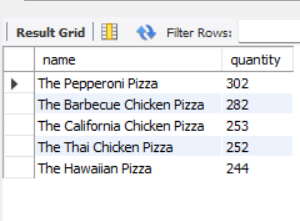 Result Grid Filter Rows:
name quantity
The Pepperoni Pizza 302
The Barbecue Chicken Pizza 282
The California Chicken Pizza 253
The Thai Chicken Pizza 252
The Hawaiian Pizza 244